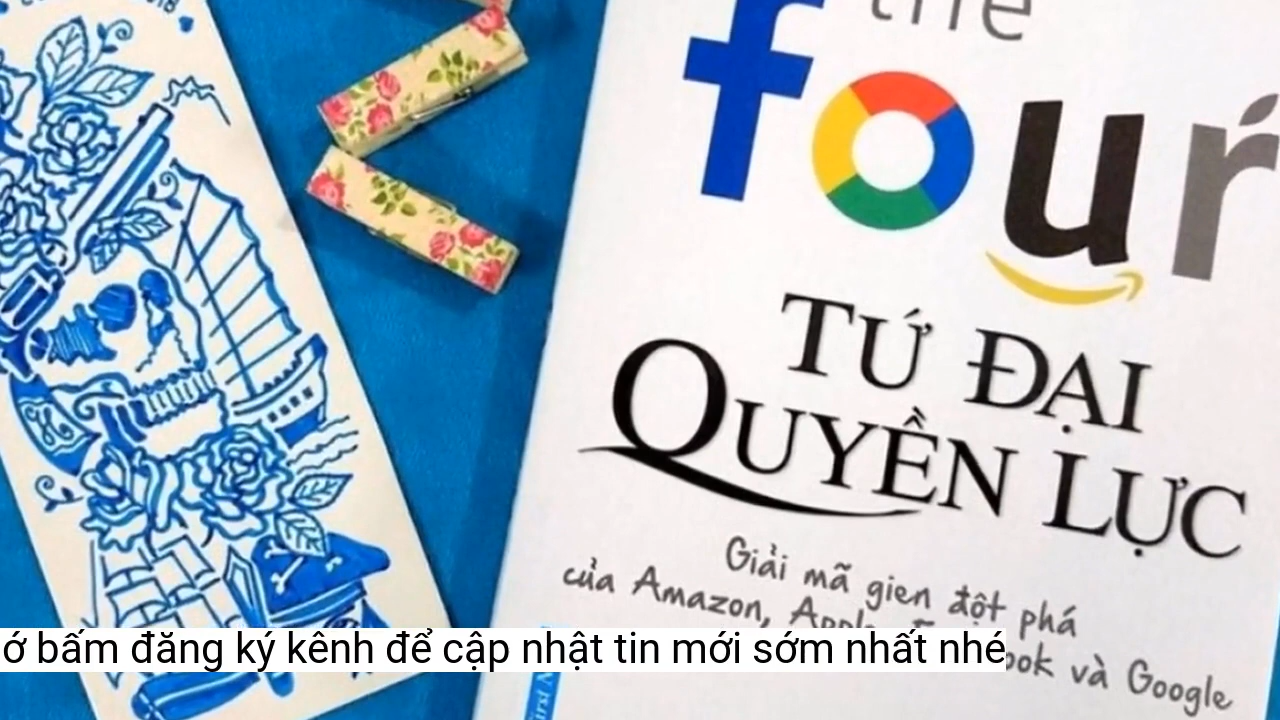 the
four
TỨ ĐẠI
QUYỀN LỰC
Giải mã gien đột phá
của Amazon,
và Google
ớ bấm đăng ký kênh để cập nhật tin mới sớm nhất nhé